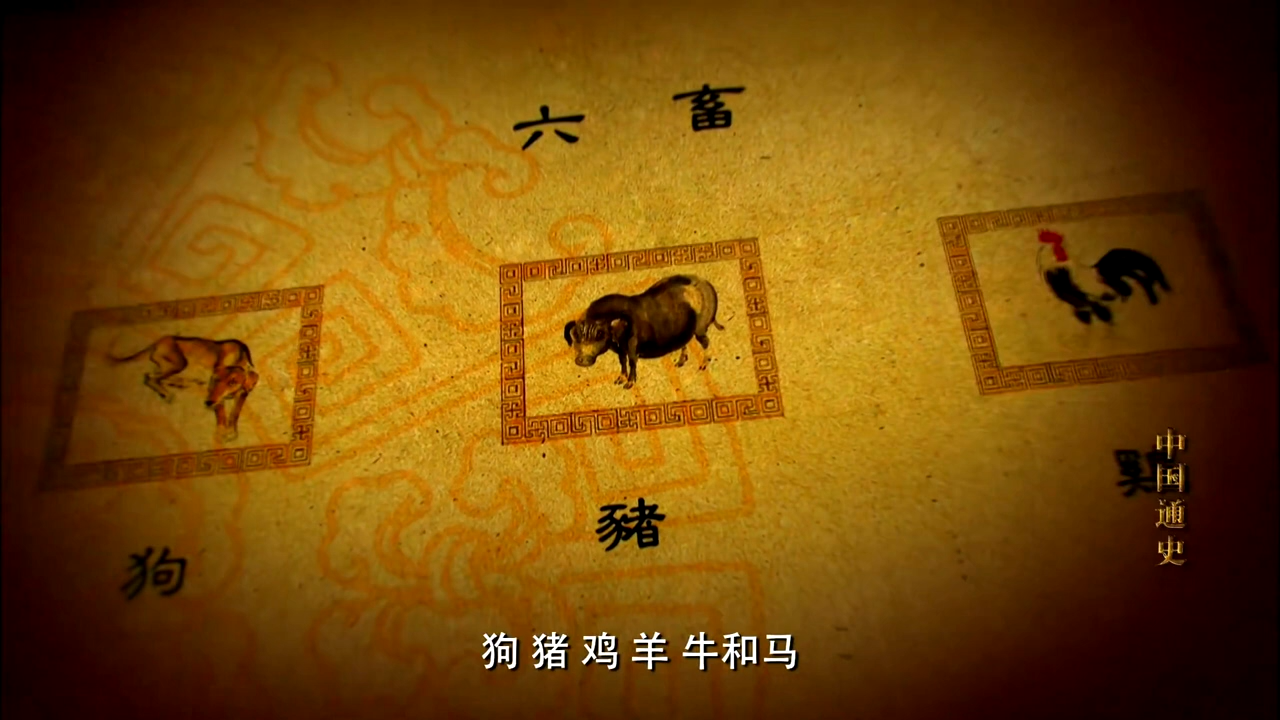 六畜
狗
豬
中国通史
狗 猪 鸡 羊 牛和马